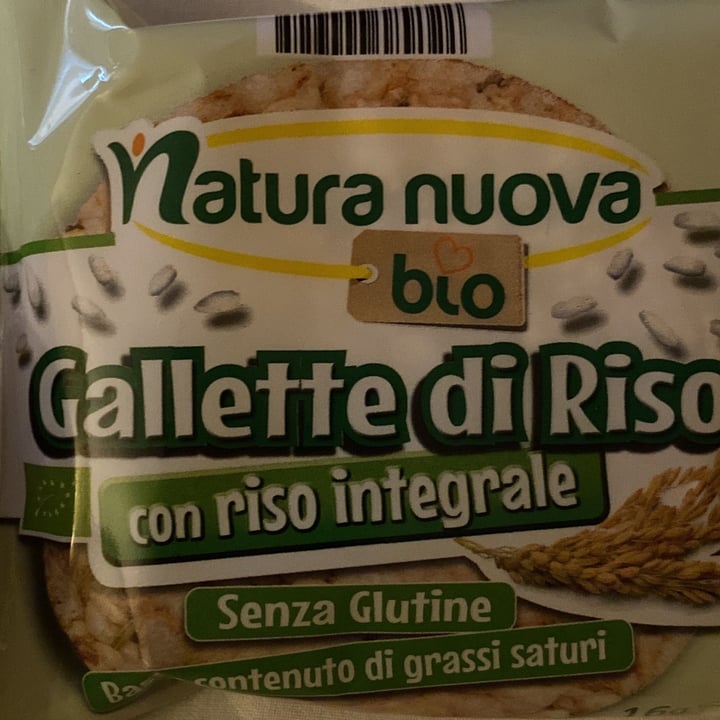 Natura nuova
bio
Gallette di Riso
con riso integrale
Senza Glutine
contenuto di grassi saturi